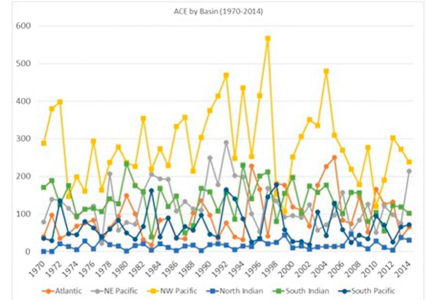 ACE by Basin (1970-2014)
600
500
400
300
200
100
0
1970 1972 1974 1976 1978 1980 1982 1984 1986 1988 1990 1992 1994 1996 1998 2000 2002 2004 2006 2008 2010 2012 2014
Atlantic NE Pacific NW Pacific North Indian South Indian South Pacific